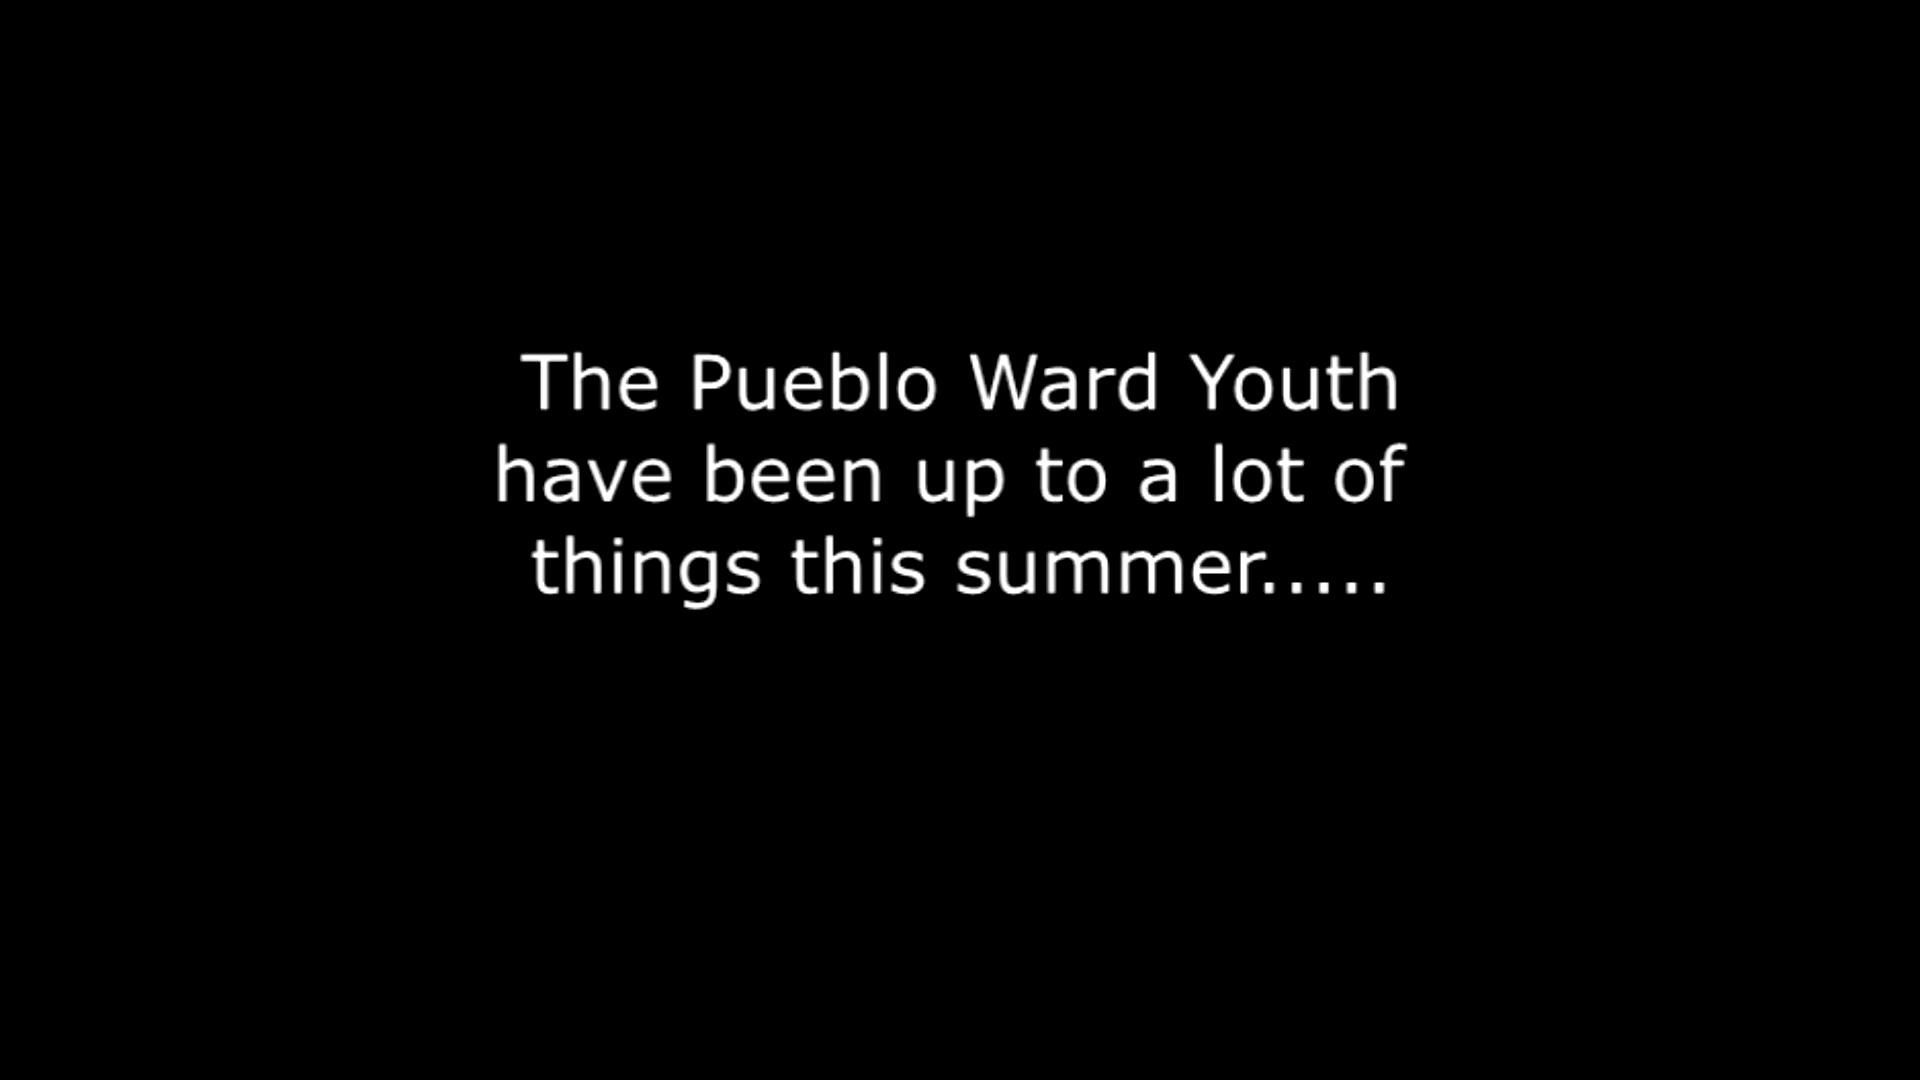 The Pueblo Ward Youth
have been up to a lot of
things this summer.....